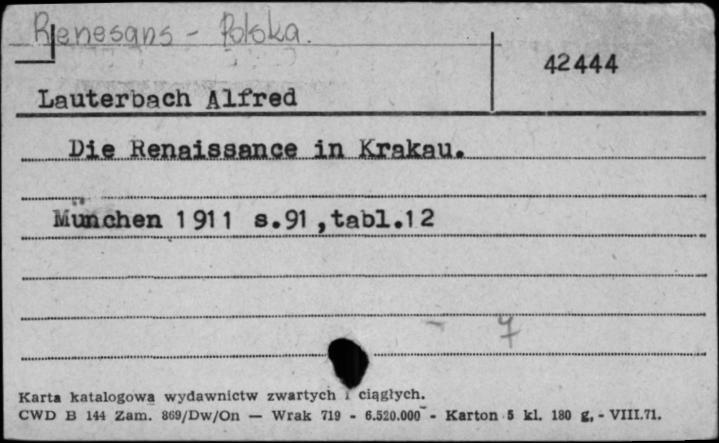 Renesans - Polska.
42444
Lauterbach Alfred
Die Renaissance in Krakau.
München 1911 s.91,tabl.12
7
Karta katalogowa wydawnictw zwartych i ciągłych.
CWD B 144 Zam. 869/Dw/On — Wrak 719 - 6.520.000 - Karton 5 kl. 180 g, - VIII.71.